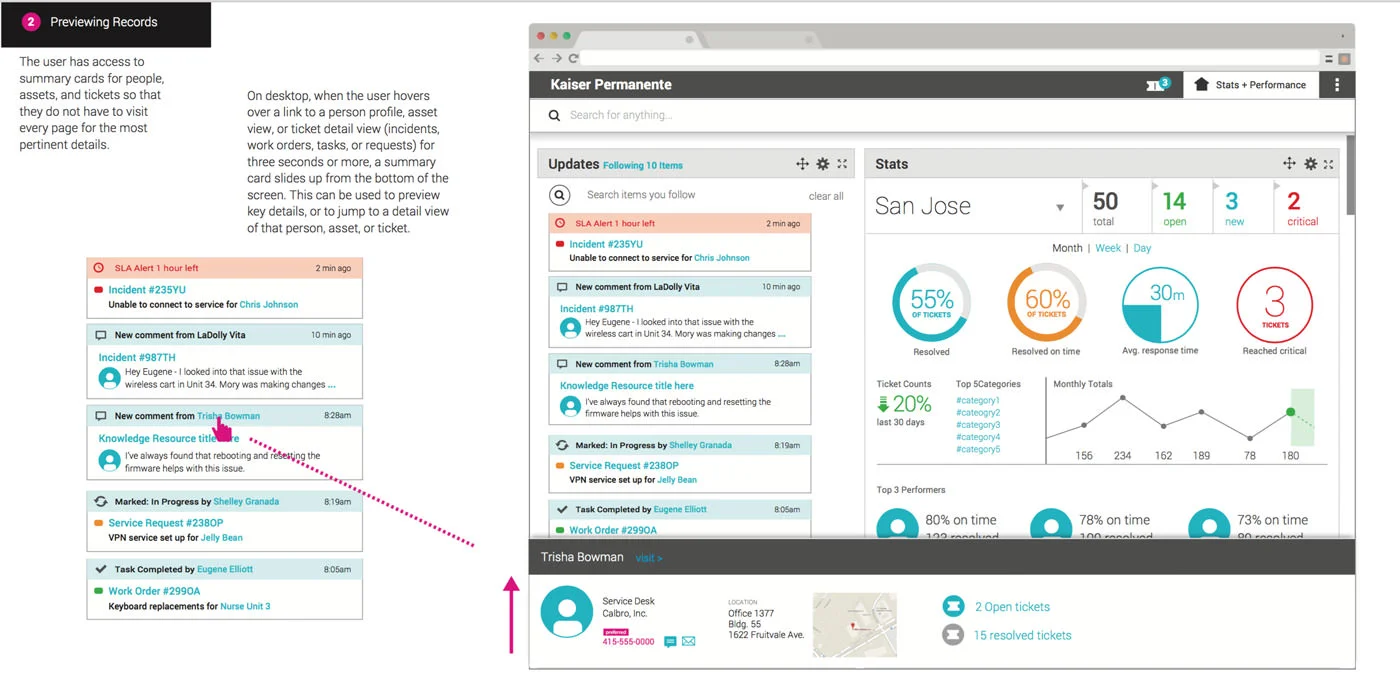 2 Previewing Records
The user has access to
summary cards for people,
assets, and tickets so that
they do not have to visit
every page for the most
pertinent details.
On desktop, when the user hovers
over a link to a person profile, asset
view, or ticket detail view (incidents,
work orders, tasks, or requests) for
three seconds or more, a summary
card slides up from the bottom of the
screen. This can be used to preview
key details, or to jump to a detail view
of that person, asset, or ticket.
SLA Alert 1 hour left 2 min ago
Incident #235YU
Unable to connect to service for Chris Johnson
New comment from LaDolly Vita 10 min ago
Incident #987TH
Hey Eugene - I looked into that issue with the
wireless cart in Unit 34. Mory was making changes ...
New comment from Trisha Bowman 8:28am
Knowledge Resource title here
I've always found that rebooting and resetting the
firmware helps with this issue.
Marked: In Progress by Shelley Granada 8:19am
Service Request #238OP
VPN service set up for Jelly Bean
Task Completed by Eugene Elliott 8:05am
Work Order #299OA
Keyboard replacements for Nurse Unit 3
Kaiser Permanente
3
Stats + Performance
Search for anything...
Updates Following 10 Items
Search items you follow clear all
SLA Alert 1 hour left 2 min ago
Incident #235YU
Unable to connect to service for Chris Johnson
New comment from LaDolly Vita 10 min ago
Incident #987TH
Hey Eugene - I looked into that issue with the
wireless cart in Unit 34. Mory was making changes ...
New comment from Trisha Bowman 8:28am
Knowledge Resource title here
I've always found that rebooting and resetting the
firmware helps with this issue.
Marked: In Progress by Shelley Granada 8:19am
Service Request #238OP
VPN service set up for Jelly Bean
Task Completed by Eugene Elliott 8:05am
Work Order #299OA
Stats
San Jose
50 14 3 2
total open new critical
Month | Week | Day
55% 60% 30m 3
OF TICKETS OF TICKETS TICKETS
Resolved Resolved on time Avg. response time Reached critical
Ticket Counts
20%
last 30 days
Top 5Categories
#category1
#cateogry2
#category3
#category4
#category5
Monthly Totals
156 234 162 189 78 180
Top 3 Performers
80% on time 78% on time 73% on time
Trisha Bowman visit >
Service Desk
Calbro, Inc.
preferred
415-555-0000
LOCATION
Office 1377
Bldg. 55
1622 Fruitvale Ave.
2 Open tickets
15 resolved tickets